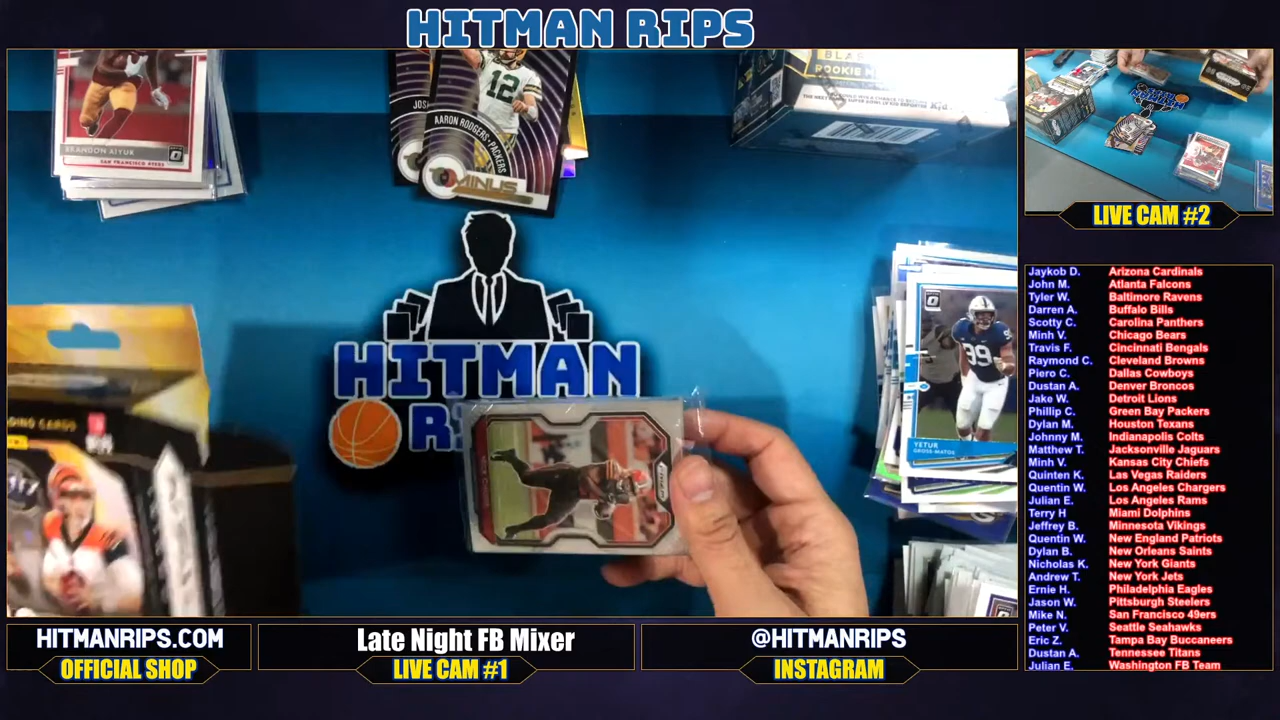 HITMAN RIPS
BRANDON AIYUK
SAN FRANCISCO 49ERS
12
AARON RODGERS • PACKERS
MINUS
ROOKIE
LIVE CAM #2
HITMAN
R
99
YETUR
GROSS-MATOS
Jaykob D. Arizona Cardinals
John M. Atlanta Falcons
Tyler W. Baltimore Ravens
Darren A. Buffalo Bills
Scotty C. Carolina Panthers
Minh V. Chicago Bears
Travis F. Cincinnati Bengals
Raymond C. Cleveland Browns
Piero C. Dallas Cowboys
Dustan A. Denver Broncos
Jake W. Detroit Lions
Phillip C. Green Bay Packers
Dylan M. Houston Texans
Johnny M. Indianapolis Colts
Matthew T. Jacksonville Jaguars
Minh V. Kansas City Chiefs
Quinten K. Las Vegas Raiders
Quentin W. Los Angeles Chargers
Julian E. Los Angeles Rams
Terry H Miami Dolphins
Jeffrey B. Minnesota Vikings
Quentin W. New England Patriots
Dylan B. New Orleans Saints
Nicholas K. New York Giants
Andrew T. New York Jets
Ernie H. Philadelphia Eagles
Jason W. Pittsburgh Steelers
Mike N. San Francisco 49ers
Peter V. Seattle Seahawks
Eric Z. Tampa Bay Buccaneers
Dustan A. Tennessee Titans
Julian E. Washington FB Team
HITMANRIPS.COM
OFFICIAL SHOP
Late Night FB Mixer
LIVE CAM #1
@HITMANRIPS
INSTAGRAM